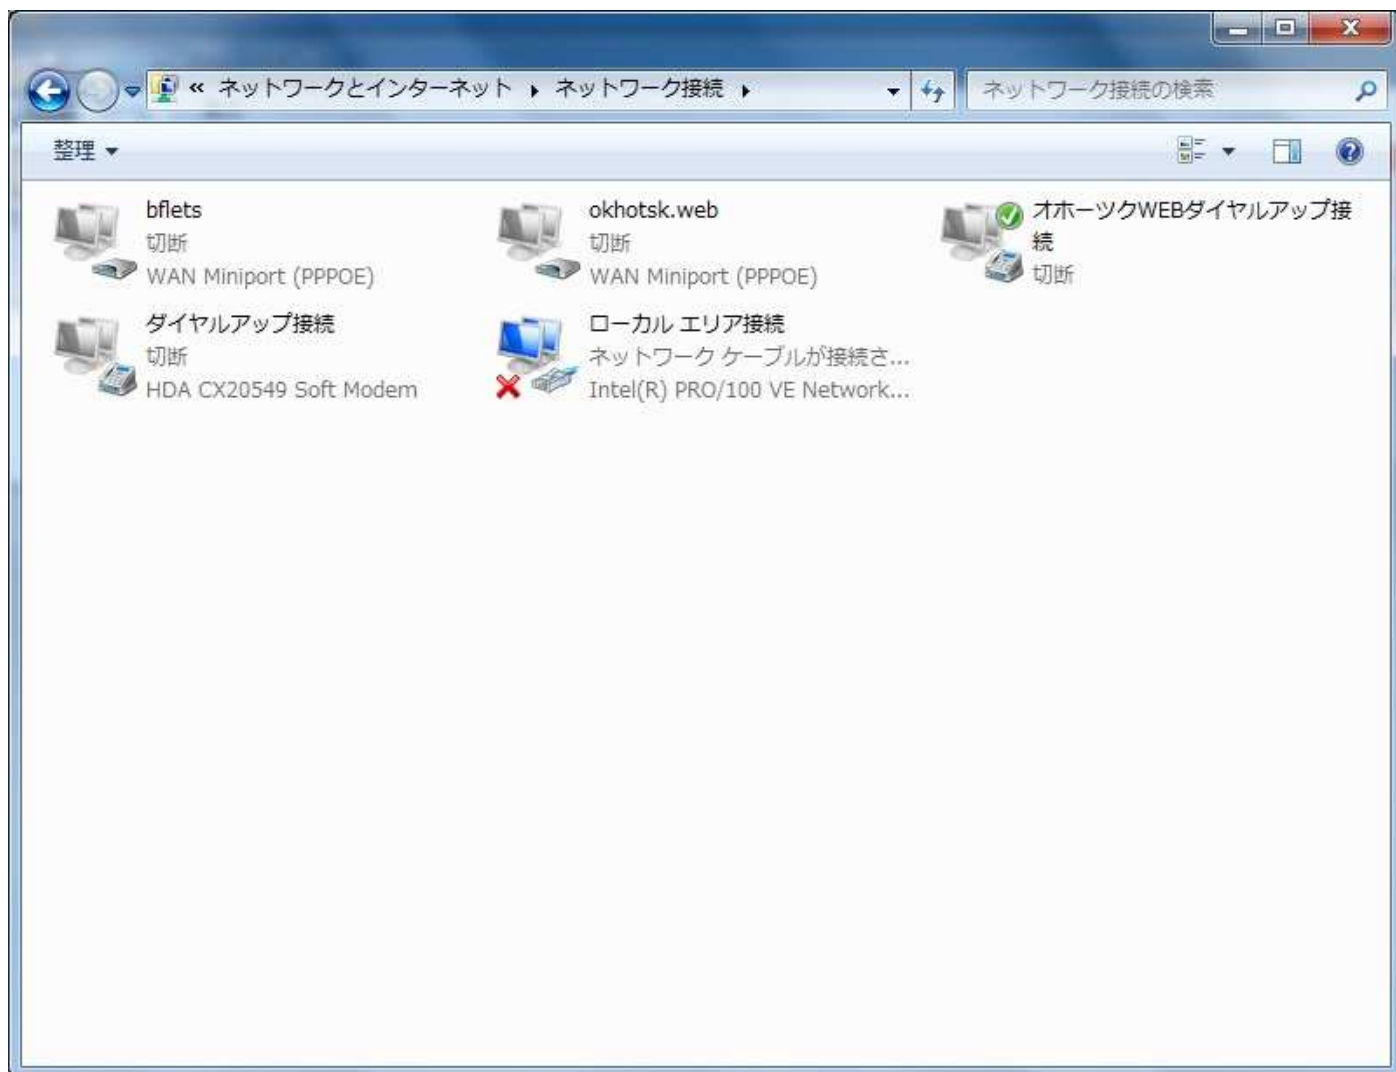 « ネットワークとインターネット ▸ ネットワーク接続 ▸
ネットワーク接続の検索
整理
bflets
切断
WAN Miniport (PPPOE)
okhotsk.web
切断
WAN Miniport (PPPOE)
オホーツクWEBダイヤルアップ接
続
切断
ダイヤルアップ接続
切断
HDA CX20549 Soft Modem
ローカル エリア接続
ネットワーク ケーブルが接続さ...
Intel(R) PRO/100 VE Network...